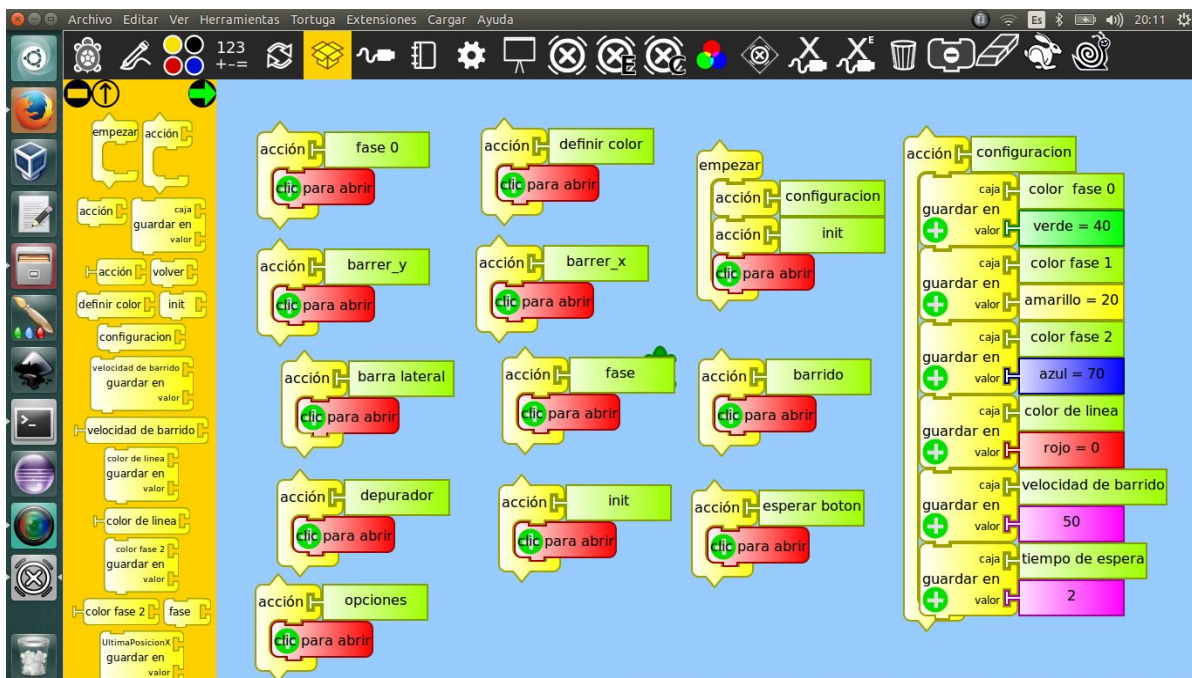 Archivo Editar Ver Herramientas Tortuga Extensiones Cargar Ayuda
Es 20:11
123
+-=
E
C
X
X E
empezar acción
acción caja
guardar en
valor
acción volver
definir color init
configuracion
velocidad de barrido
guardar en
valor
velocidad de barrido
color de linea
guardar en
valor
color de linea
color fase 2
guardar en
valor
color fase 2 fase
UltimaPosicionX
guardar en
valor
acción fase 0
clic para abrir
acción definir color
clic para abrir
empezar
acción configuracion
acción init
clic para abrir
acción barrer_y
clic para abrir
acción barrer_x
clic para abrir
acción barra lateral
clic para abrir
acción fase
clic para abrir
acción barrido
clic para abrir
acción depurador
clic para abrir
acción init
clic para abrir
acción esperar boton
clic para abrir
acción opciones
clic para abrir
acción configuracion
caja color fase 0
guardar en
valor verde = 40
caja color fase 1
guardar en
valor amarillo = 20
caja color fase 2
guardar en
valor azul = 70
caja color de linea
guardar en
valor rojo = 0
caja velocidad de barrido
guardar en
valor 50
caja tiempo de espera
guardar en
valor 2